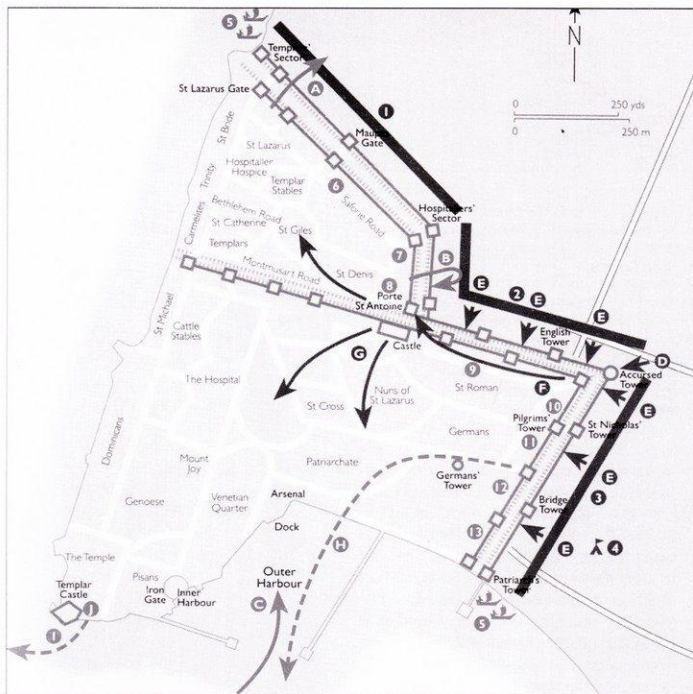 5
N
Templars'
Sector
St Lazarus Gate
A
1
0 250 yds
0 250 m
St Bride
Maupas
Gate
St Lazarus
Hospitaller
Hospice
Trinity
Templar
Stables
6
Saforie Road
Hospitallers'
Sector
Bethlehem Road
St Catherine
Carmelites
St Giles
7
B
Templars
Montmusart Road
St Denis
8
Porte
St Antoine
E
2
E
E
St Michael
English
Tower
D
Cattle
Stables
G
Castle
9
Accursed
Tower
The Hospital
St Roman
F
E
Nuns of
St Lazarus
St Cross
10
Pilgrims'
Tower
St Nicholas'
Tower
Germans
11
Dominicans
Mount
Joy
Patriarchate
Germans'
Tower
12
E
3
Genoese
Venetian
Quarter
Arsenal
Bridge
Tower
Dock
H
13
E
4
The Temple
Outer
Harbour
Templar
Castle
Pisans
Iron
Gate
Inner
Harbour
Patriarch's
Tower
J
C
5
I